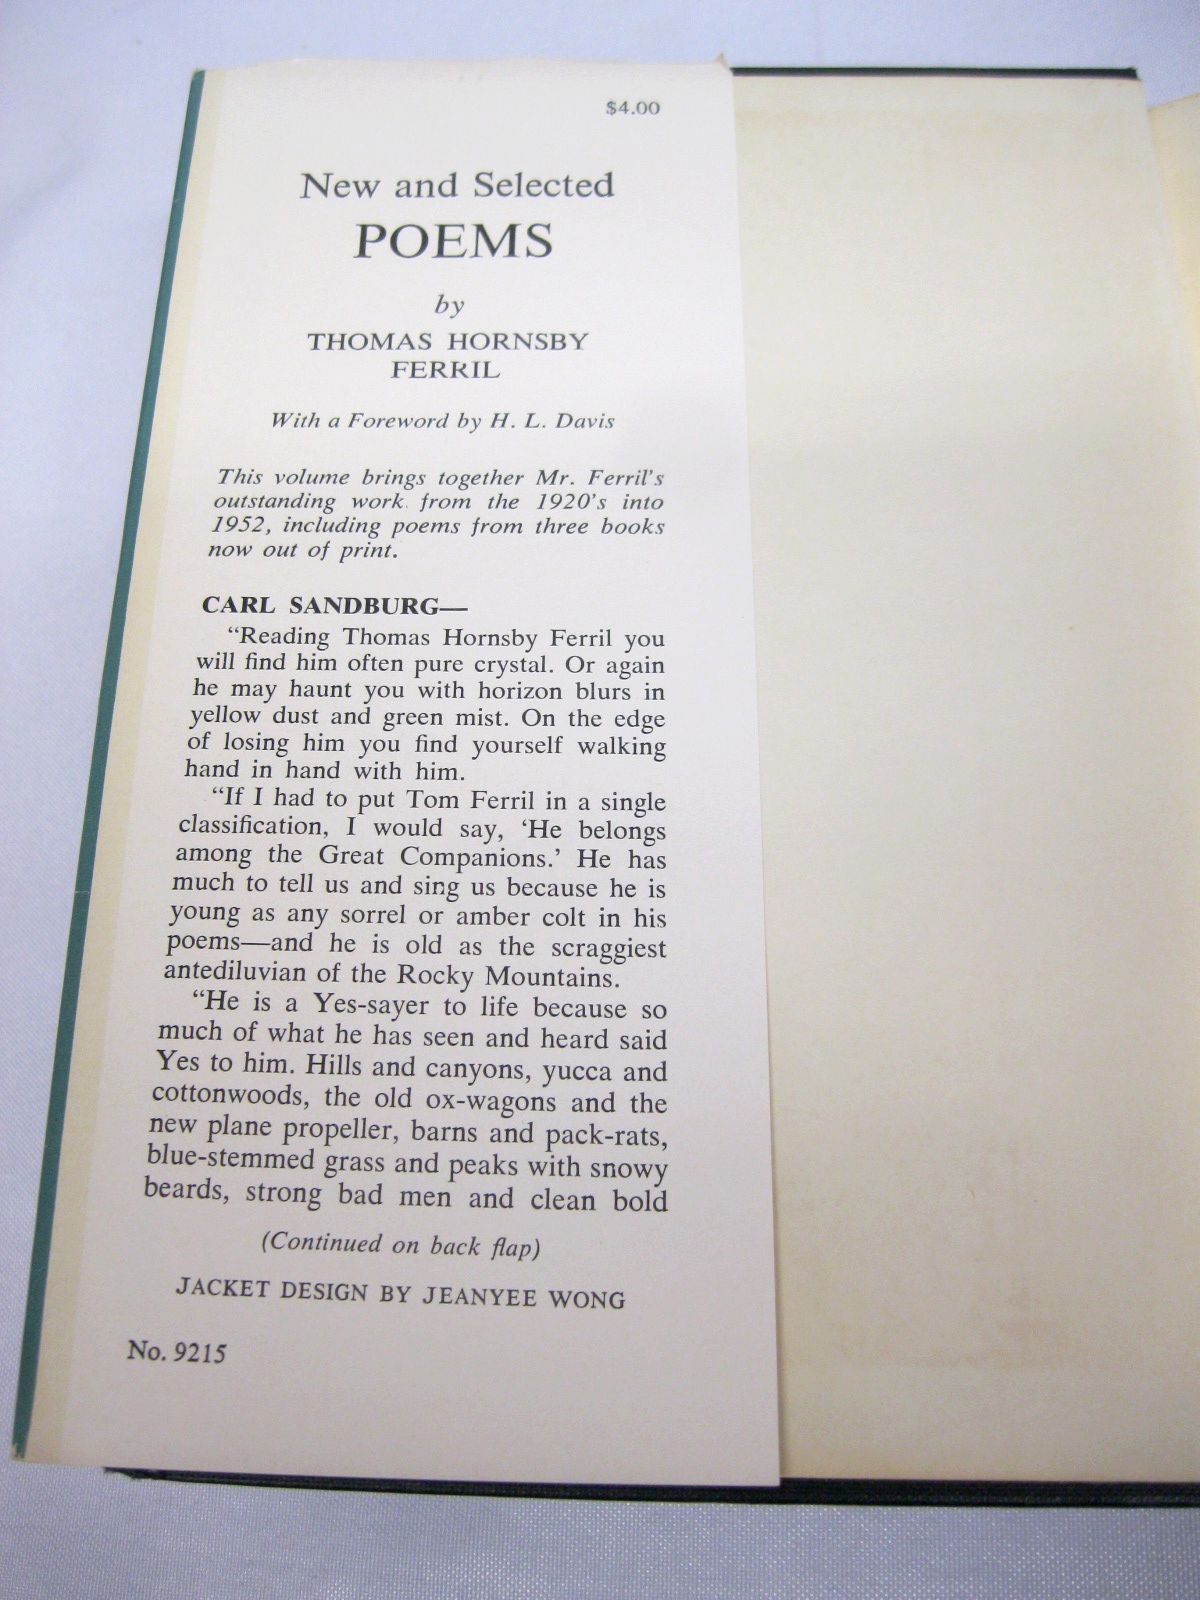 $4.00
New and Selected
POEMS
by
THOMAS HORNSBY
FERRIL
With a Foreword by H. L. Davis
This volume brings together Mr. Ferril's
outstanding work from the 1920's into
1952, including poems from three books
now out of print.
CARL SANDBURG—
“Reading Thomas Hornsby Ferril you
will find him often pure crystal. Or again
he may haunt you with horizon blurs in
yellow dust and green mist. On the edge
of losing him you find yourself walking
hand in hand with him.
“If I had to put Tom Ferril in a single
classification, I would say, ‘He belongs
among the Great Companions.’ He has
much to tell us and sing us because he is
young as any sorrel or amber colt in his
poems—and he is old as the scraggiest
antediluvian of the Rocky Mountains.
“He is a Yes-sayer to life because so
much of what he has seen and heard said
Yes to him. Hills and canyons, yucca and
cottonwoods, the old ox-wagons and the
new plane propeller, barns and pack-rats,
blue-stemmed grass and peaks with snowy
beards, strong bad men and clean bold
(Continued on back flap)
JACKET DESIGN BY JEANYEE WONG
No. 9215